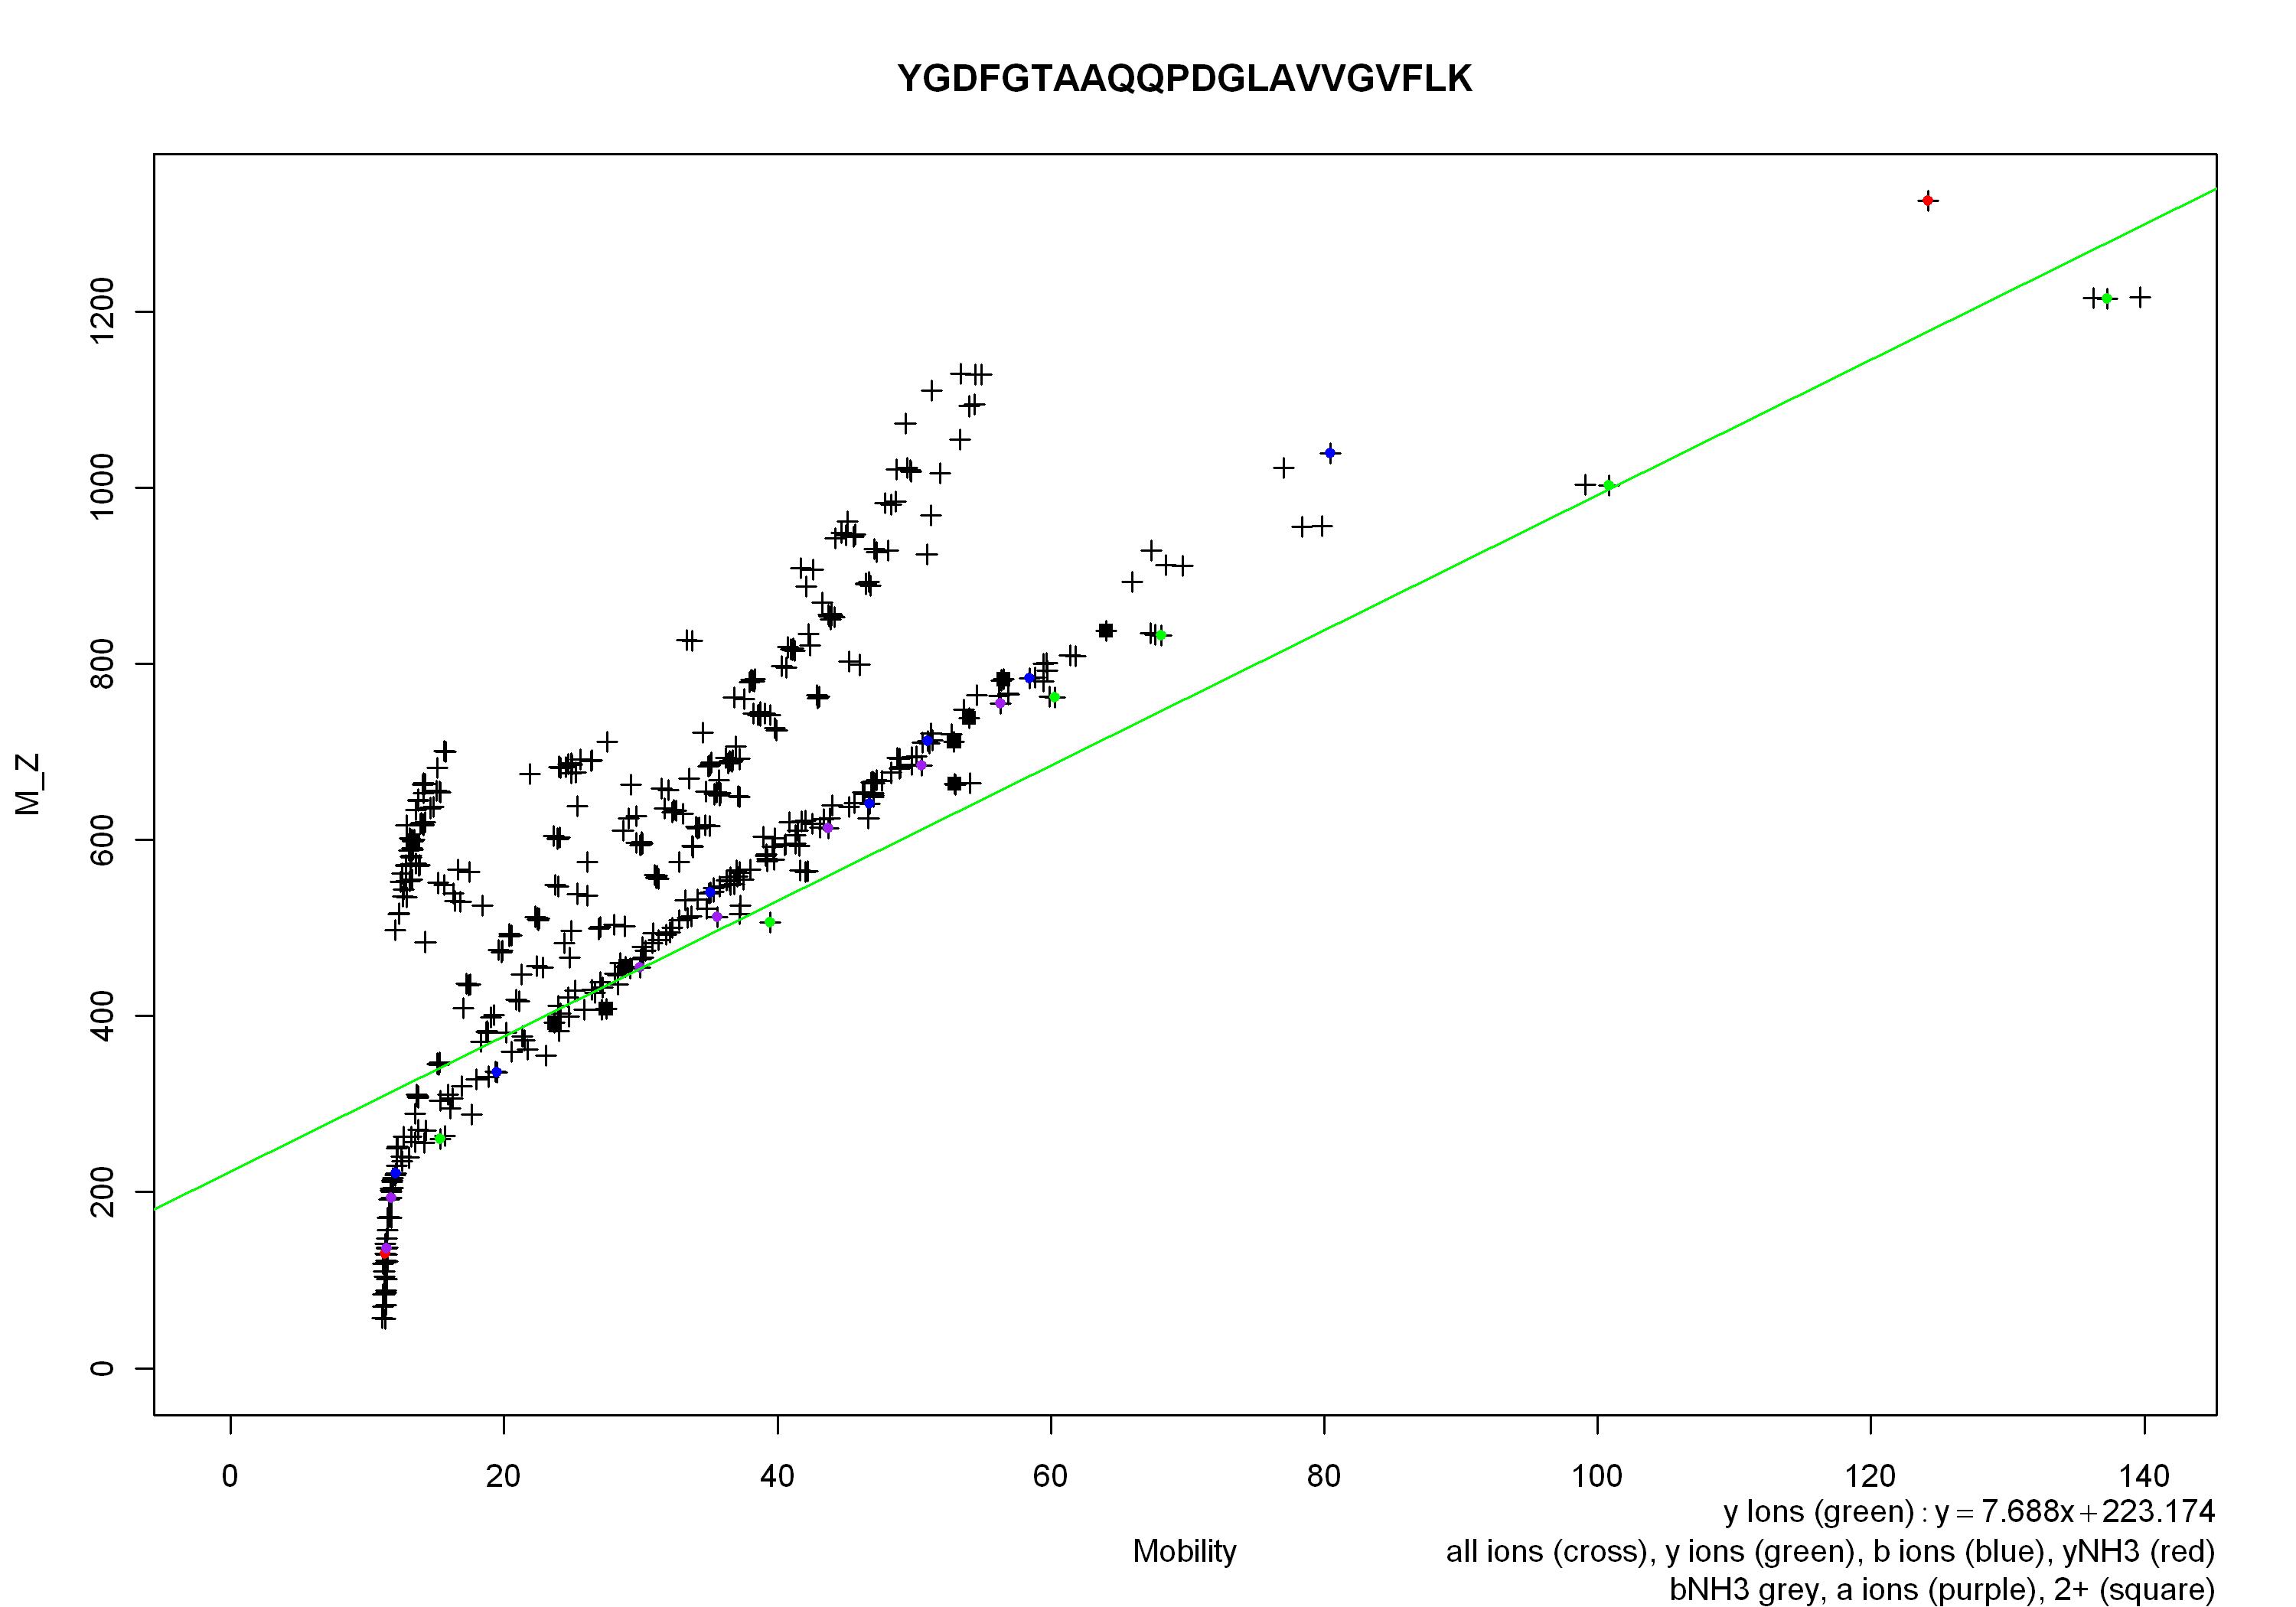 YGDFGTAAQQPDGLAVVGVFLK
M_Z
1200
1000
800
600
400
200
0
0 20 40 60 80 100 120 140
y Ions (green) : y = 7.688x + 223.174
Mobility
all ions (cross), y ions (green), b ions (blue), yNH3 (red)
bNH3 grey, a ions (purple), 2+ (square)